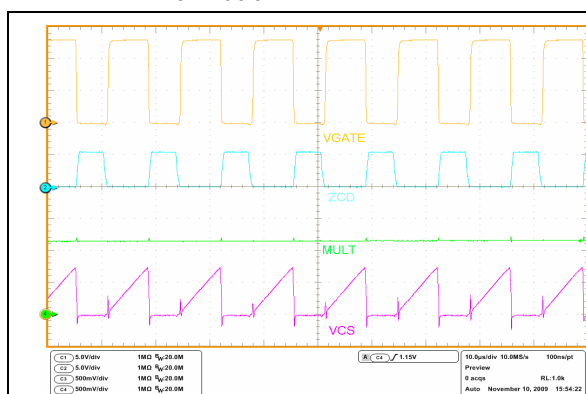 1
VGATE
2
ZCD
MULT
4
VCS
C1 5.0V/div 1MΩ BW:20.0M
C2 5.0V/div 1MΩ BW:20.0M
C3 500mV/div 1MΩ BW:20.0M
C4 500mV/div 1MΩ BW:20.0M
A C4 / 1.15V
10.0µs/div 10.0MS/s 100ns/pt
Preview
0 acqs RL:1.0k
Auto November 10, 2009 15:54:22